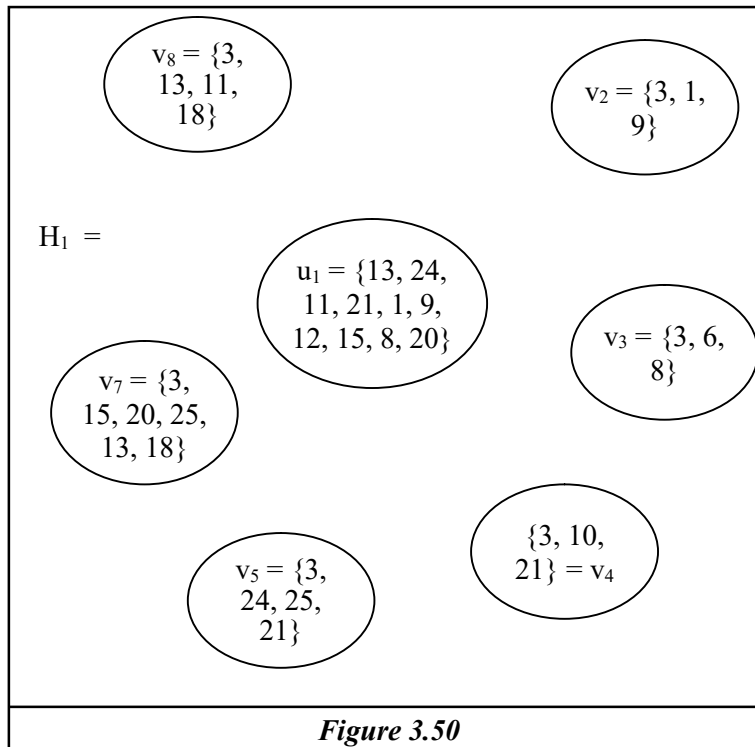 v₈ = {3,
13, 11,
18}
v₂ = {3, 1,
9}
H₁ =
u₁ = {13, 24,
11, 21, 1, 9,
12, 15, 8, 20}
v₃ = {3, 6,
8}
v₇ = {3,
15, 20, 25,
13, 18}
{3, 10,
21} = v₄
v₅ = {3,
24, 25,
21}
Figure 3.50